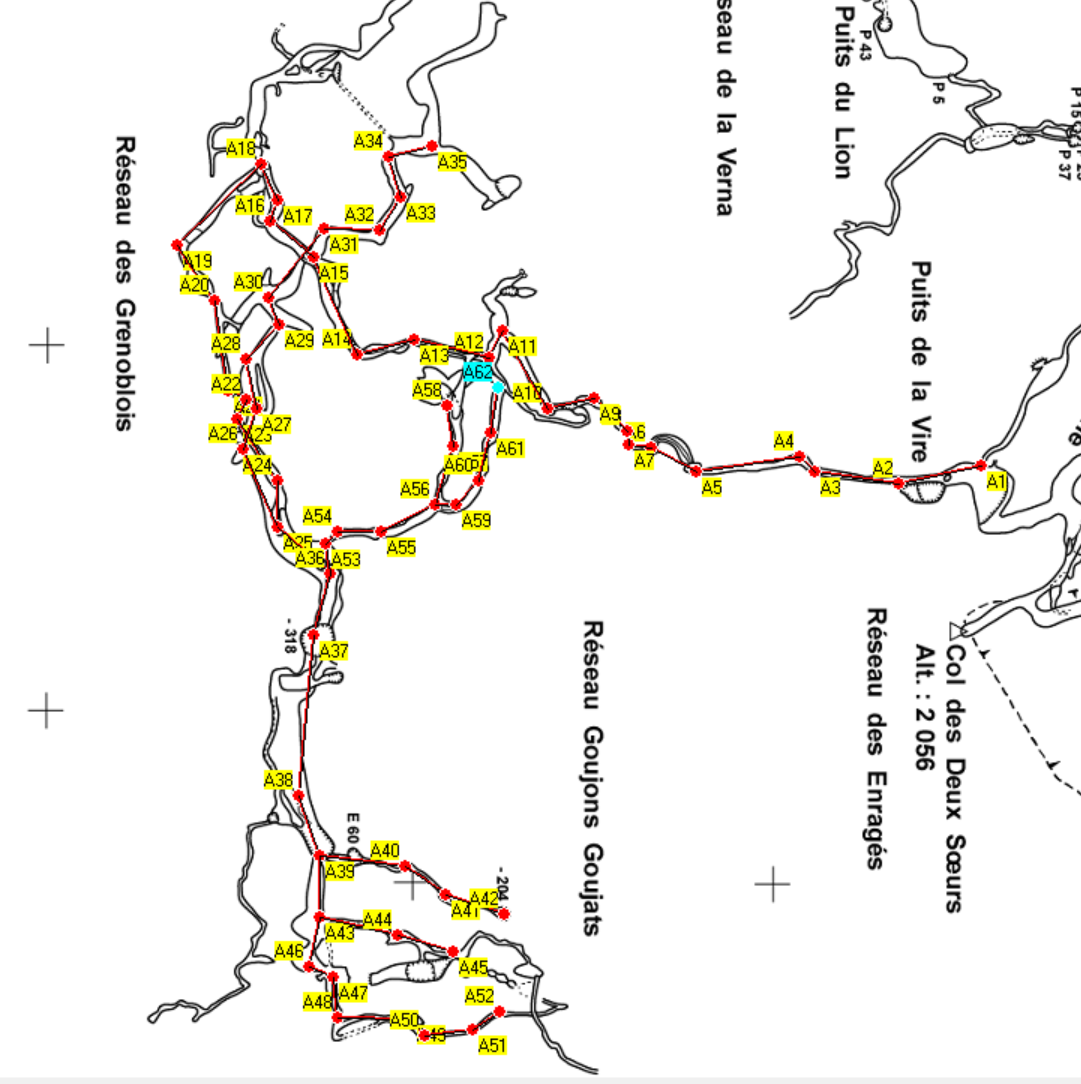 seau de la Verna
Puits du Lion
P 43
P 5
P 15
P 37
Puits de la Vire
Réseau des Grenoblois
A18
A34
A35
A16
A17
A32
A33
A31
A19
A15
A20
A30
A28
A29
A14
A13
A12
A11
A62
A58
A10
A9
A22
A27
A26
A24
A61
A60
A6
A7
A5
A4
A3
A2
A1
A56
A59
A54
A55
A25
A36
A53
- 318
A37
Col des Deux Sœurs
Alt. : 2 056
Réseau des Enragés
Réseau Goujons Goujats
A38
E 60
A40
A39
- 204
A42
A41
A44
A43
A46
A45
A47
A48
A52
A50
A49
A51